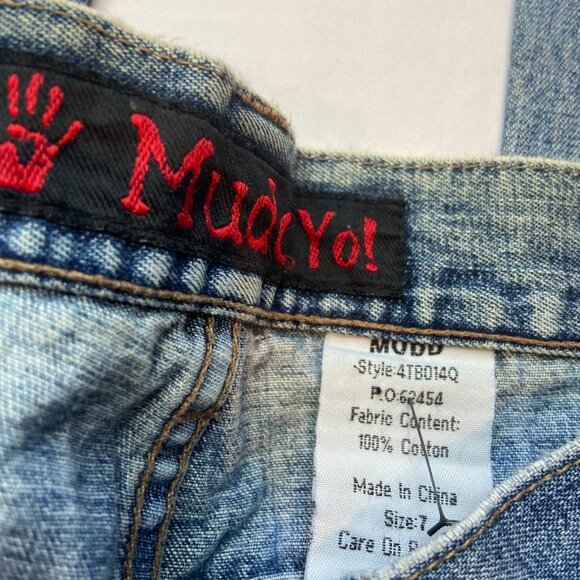 Mudd Yo!
MUDD
Style:4TB014Q
P.O:62454
Fabric Content:
100% Cotton
Made In China
Size:7
Care On